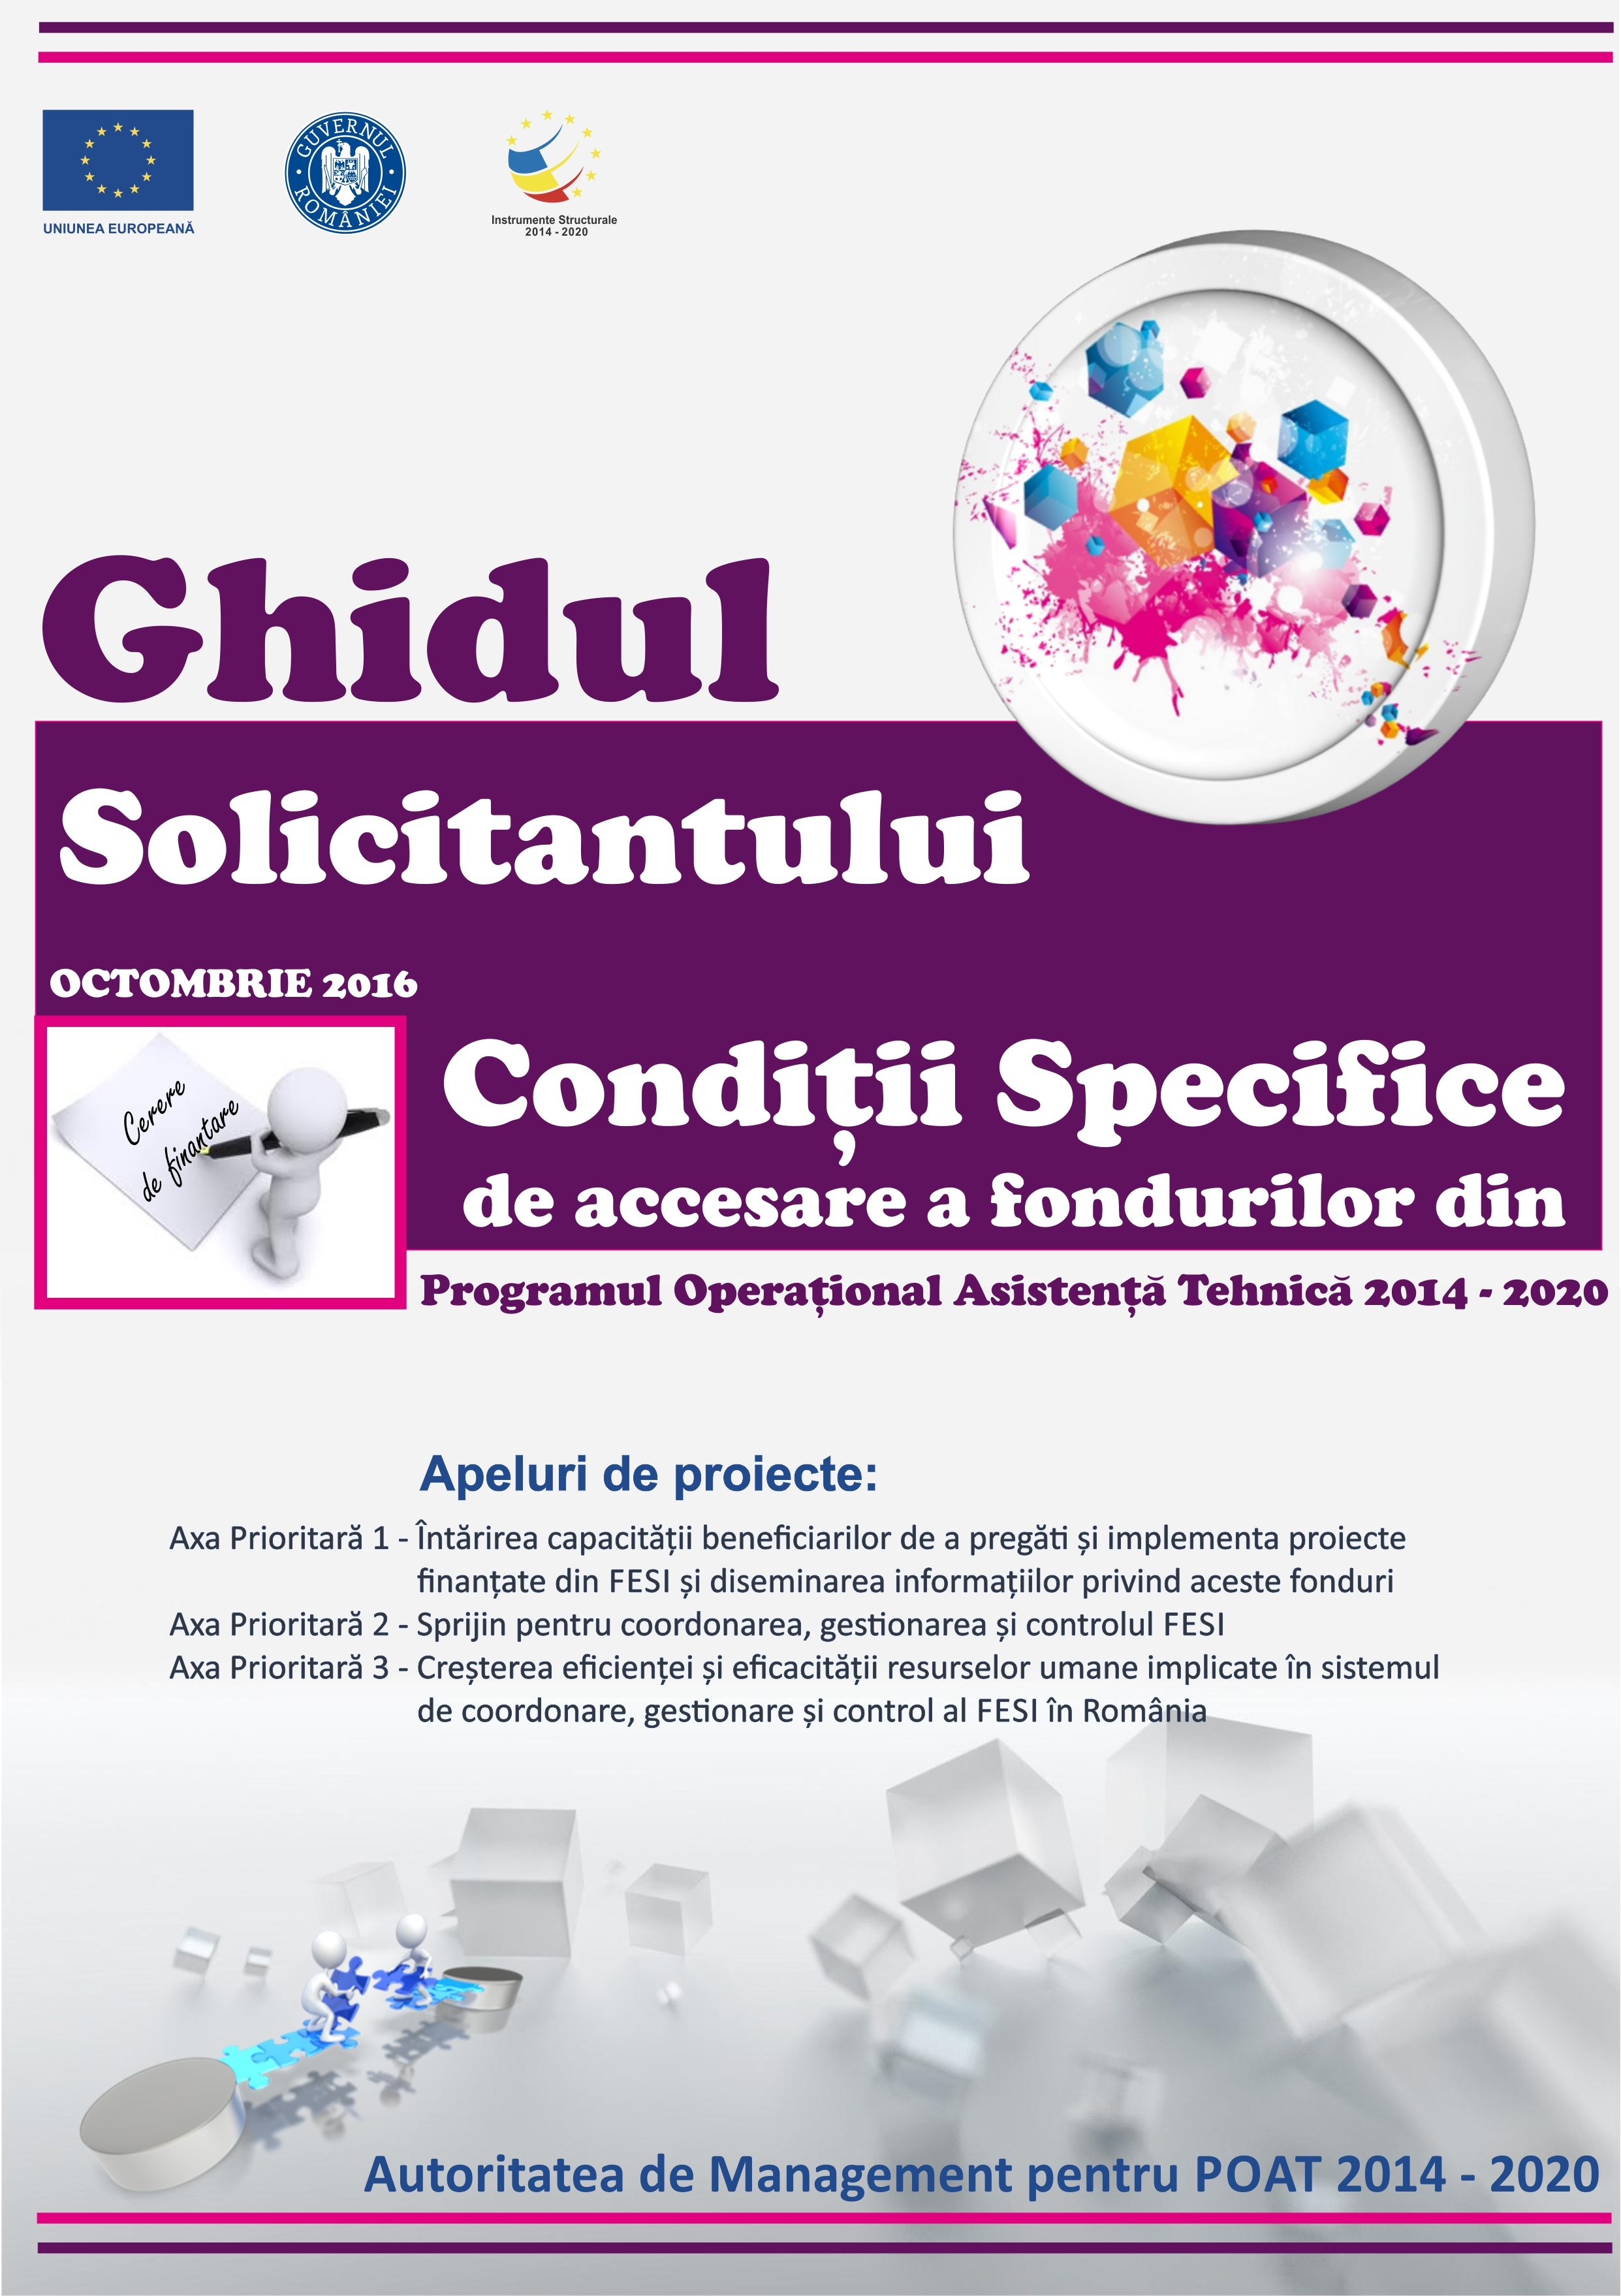 UNIUNEA EUROPEANĂ
GUVERNUL ROMÂNIEI
Instrumente Structurale
2014 - 2020
Ghidul
Solicitantului
OCTOMBRIE 2016
Cerere
de finantare
Condiții Specifice
de accesare a fondurilor din
Programul Operațional Asistență Tehnică 2014 - 2020
Apeluri de proiecte:
Axa Prioritară 1 - Întărirea capacității beneficiarilor de a pregăti și implementa proiecte
finanțate din FESI și diseminarea informațiilor privind aceste fonduri
Axa Prioritară 2 - Sprijin pentru coordonarea, gestionarea și controlul FESI
Axa Prioritară 3 - Creșterea eficienței și eficacității resurselor umane implicate în sistemul
de coordonare, gestionare și control al FESI în România
Autoritatea de Management pentru POAT 2014 - 2020